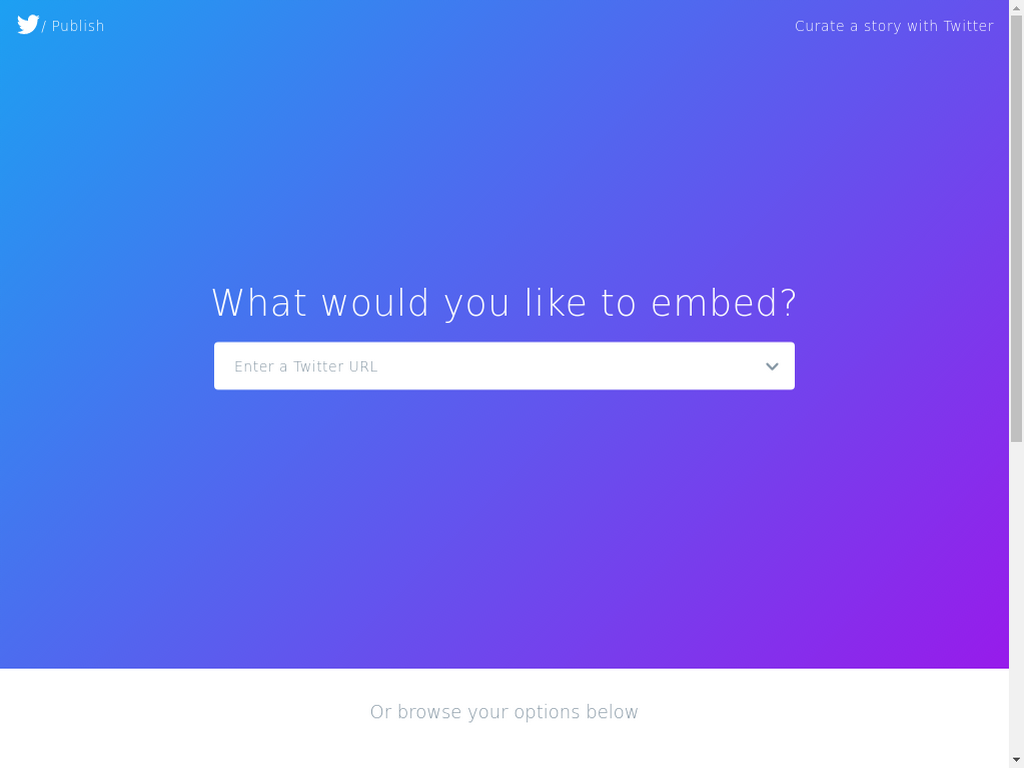 / Publish
Curate a story with Twitter
What would you like to embed?
Enter a Twitter URL
Or browse your options below